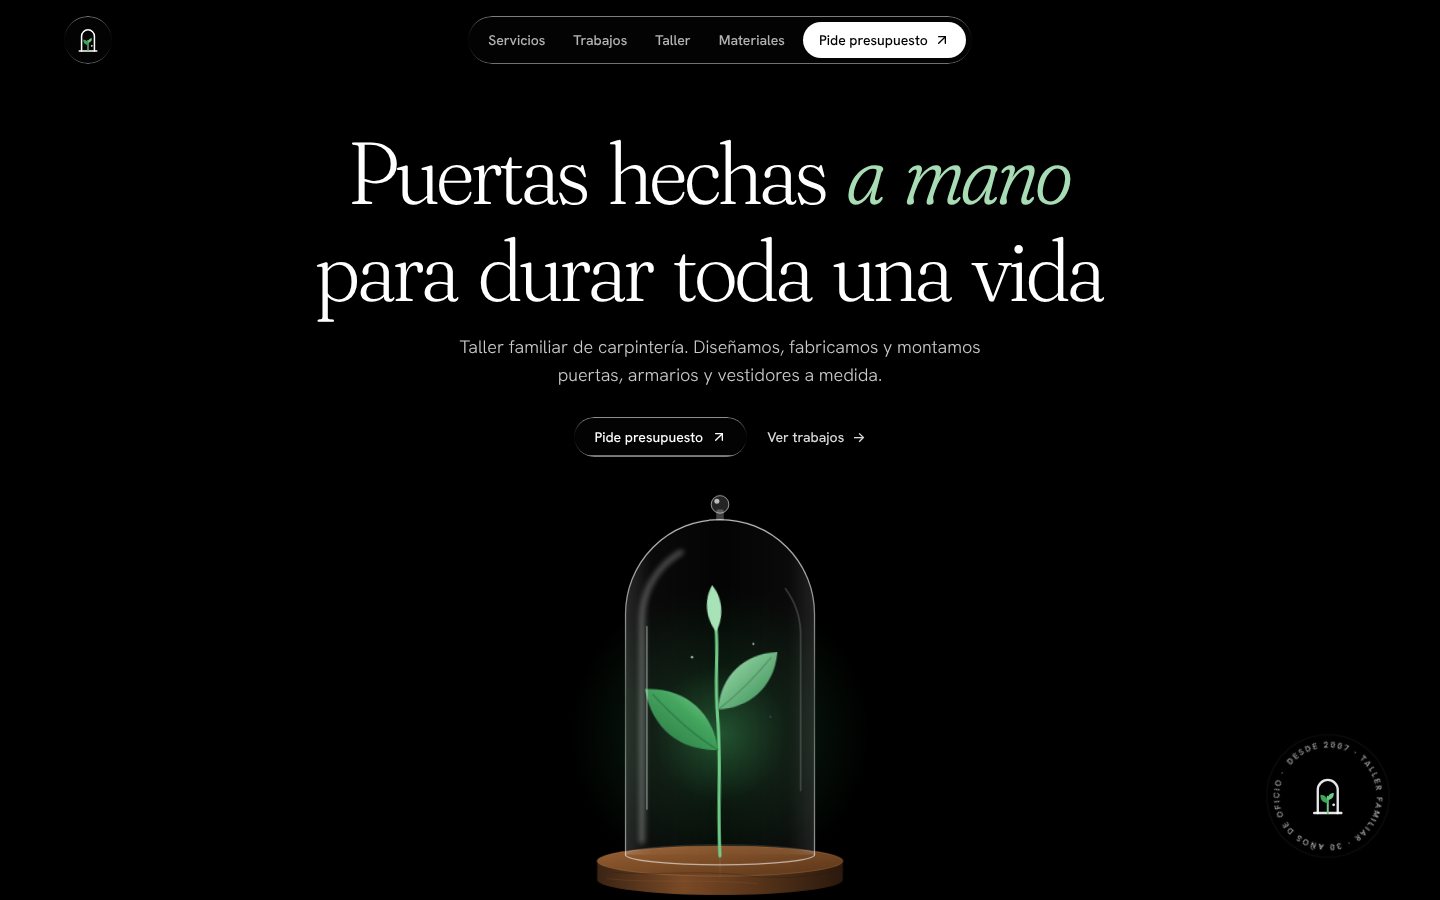 Servicios
Trabajos
Taller
Materiales
Pide presupuesto
Puertas hechas a mano
para durar toda una vida
Taller familiar de carpintería. Diseñamos, fabricamos y montamos
puertas, armarios y vestidores a medida.
Pide presupuesto
Ver trabajos
DESDE 2007 · TALLER FAMILIAR · 30 AÑOS DE OFICIO ·